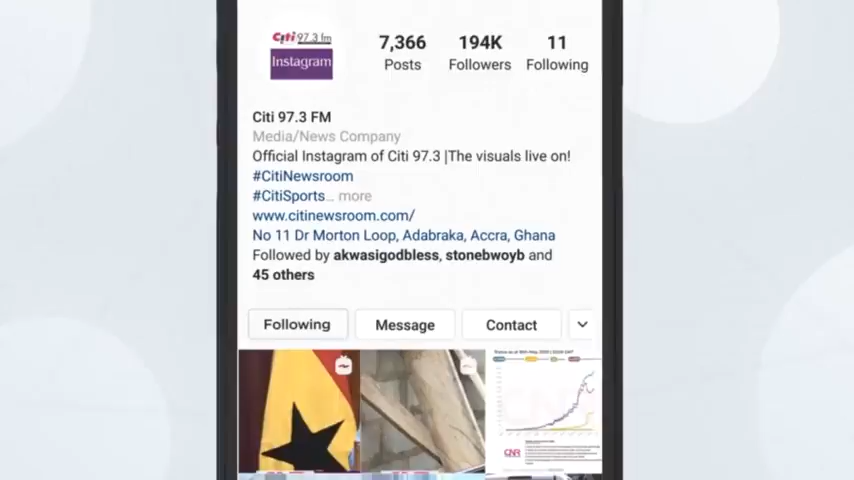 Citi 97.3 fm
Instagram
7,366 194K 11
Posts Followers Following
Citi 97.3 FM
Media/News Company
Official Instagram of Citi 97.3 |The visuals live on!
#CitiNewsroom
#CitiSports... more
www.citinewsroom.com/
No 11 Dr Morton Loop, Adabraka, Accra, Ghana
Followed by akwasigodbless, stonebwoyb and
45 others
Following Message Contact
CNR